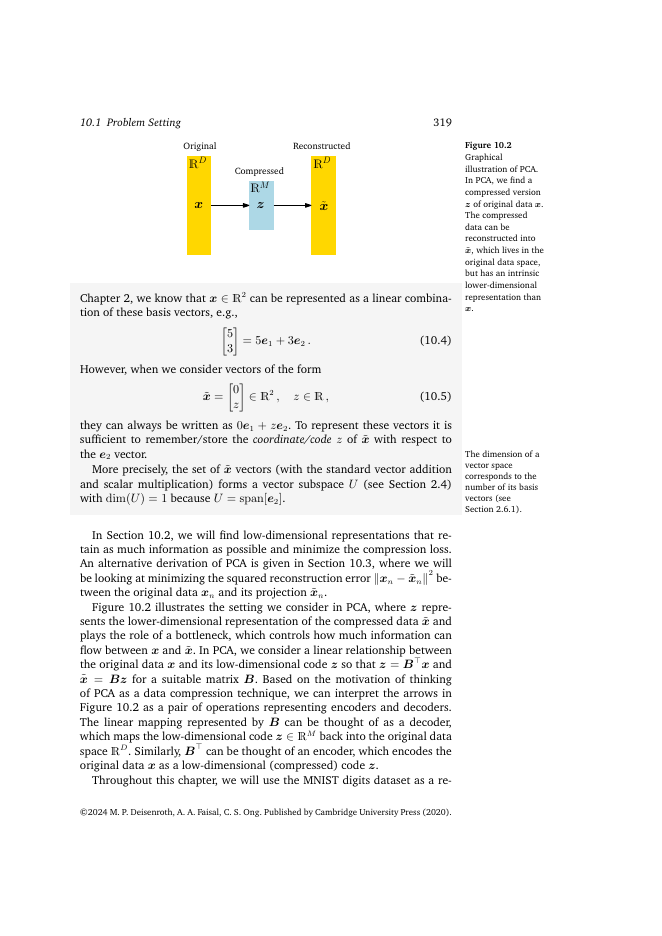 10.1 Problem Setting 319
Original Reconstructed
Compressed
ℝ^D ℝ^D
ℝ^M
x z x̃
Figure 10.2
Graphical
illustration of PCA.
In PCA, we find a
compressed version
z of original data x.
The compressed
data can be
reconstructed into
x̃, which lives in the
original data space,
but has an intrinsic
lower-dimensional
representation than
x.
Chapter 2, we know that x ∈ ℝ² can be represented as a linear combina-
tion of these basis vectors, e.g.,
[5 3] = 5e₁ + 3e₂ . (10.4)
However, when we consider vectors of the form
x̃ = [0 z] ∈ ℝ² , z ∈ ℝ , (10.5)
they can always be written as 0e₁ + ze₂. To represent these vectors it is
sufficient to remember/store the coordinate/code z of x̃ with respect to
the e₂ vector.
More precisely, the set of x̃ vectors (with the standard vector addition
and scalar multiplication) forms a vector subspace U (see Section 2.4)
with dim(U) = 1 because U = span[e₂].
The dimension of a
vector space
corresponds to the
number of its basis
vectors (see
Section 2.6.1).
In Section 10.2, we will find low-dimensional representations that re-
tain as much information as possible and minimize the compression loss.
An alternative derivation of PCA is given in Section 10.3, where we will
be looking at minimizing the squared reconstruction error ‖xₙ − x̃ₙ‖² be-
tween the original data xₙ and its projection x̃ₙ.
Figure 10.2 illustrates the setting we consider in PCA, where z repre-
sents the lower-dimensional representation of the compressed data x̃ and
plays the role of a bottleneck, which controls how much information can
flow between x and x̃. In PCA, we consider a linear relationship between
the original data x and its low-dimensional code z so that z = B^⊤x and
x̃ = Bz for a suitable matrix B. Based on the motivation of thinking
of PCA as a data compression technique, we can interpret the arrows in
Figure 10.2 as a pair of operations representing encoders and decoders.
The linear mapping represented by B can be thought of as a decoder,
which maps the low-dimensional code z ∈ ℝ^M back into the original data
space ℝ^D. Similarly, B^⊤ can be thought of an encoder, which encodes the
original data x as a low-dimensional (compressed) code z.
Throughout this chapter, we will use the MNIST digits dataset as a re-
©2024 M. P. Deisenroth, A. A. Faisal, C. S. Ong. Published by Cambridge University Press (2020).